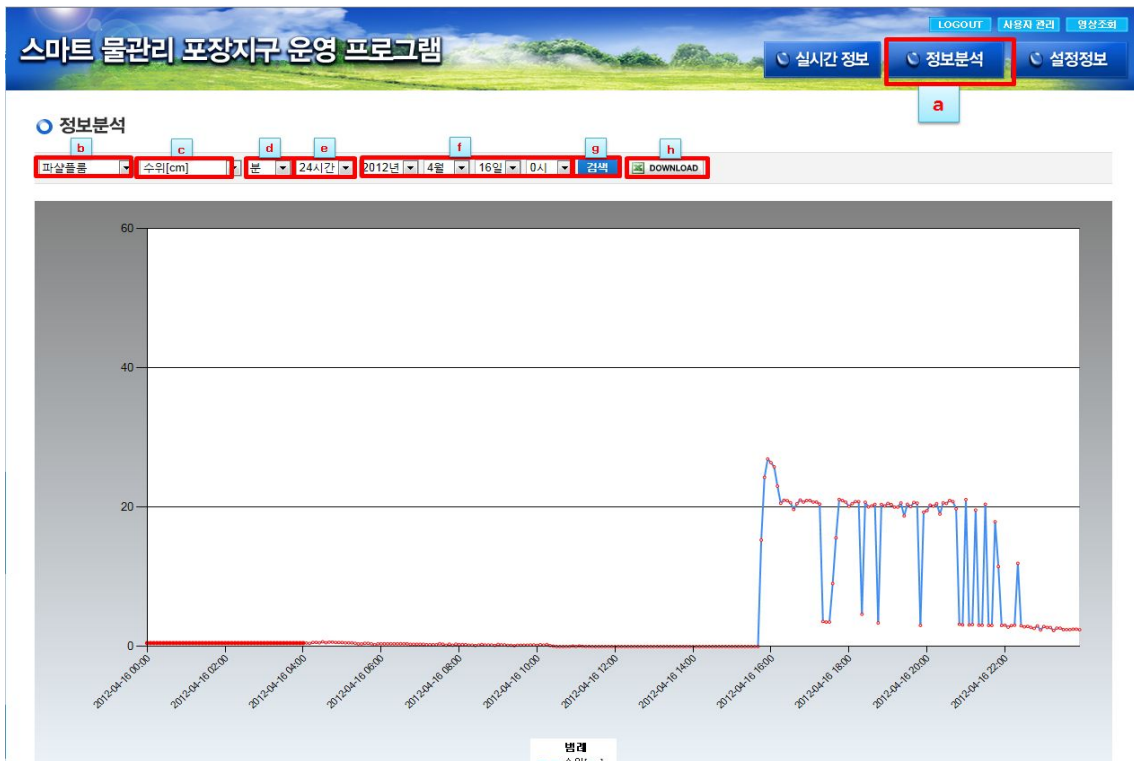 LOGOUT 사용자 관리 영상조회
스마트 물관리 포장지구 운영 프로그램
실시간 정보 정보분석 설정정보
a
정보분석
b c d e f g h
파샬플룸 수위[cm] 분 24시간 2012년 4월 16일 0시 검색 DOWNLOAD
60
40
20
0
2012-04-16 00:00 2012-04-16 02:00 2012-04-16 04:00 2012-04-16 06:00 2012-04-16 08:00 2012-04-16 10:00 2012-04-16 12:00 2012-04-16 14:00 2012-04-16 16:00 2012-04-16 18:00 2012-04-16 20:00 2012-04-16 22:00
범례